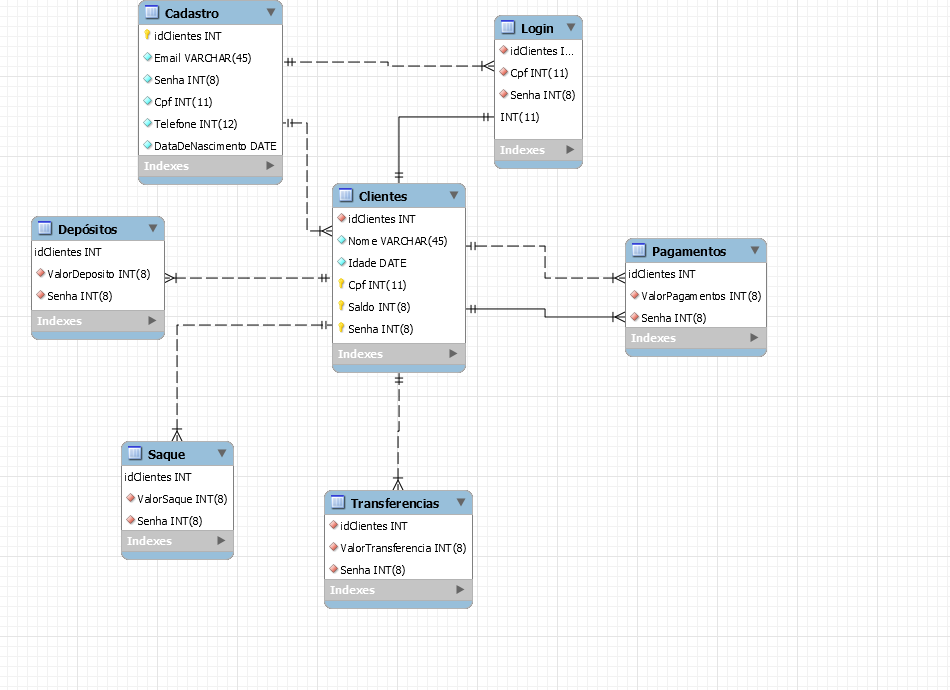 Cadastro
idClientes INT
Email VARCHAR(45)
Senha INT(8)
Cpf INT(11)
Telefone INT(12)
DataDeNascimento DATE
Indexes
Login
idClientes I...
Cpf INT(11)
Senha INT(8)
INT(11)
Indexes
Clientes
idClientes INT
Nome VARCHAR(45)
Idade DATE
Cpf INT(11)
Saldo INT(8)
Senha INT(8)
Indexes
Depósitos
idClientes INT
ValorDeposito INT(8)
Senha INT(8)
Indexes
Pagamentos
idClientes INT
ValorPagamentos INT(8)
Senha INT(8)
Indexes
Saque
idClientes INT
ValorSaque INT(8)
Senha INT(8)
Indexes
Transferencias
idClientes INT
ValorTransferencia INT(8)
Senha INT(8)
Indexes